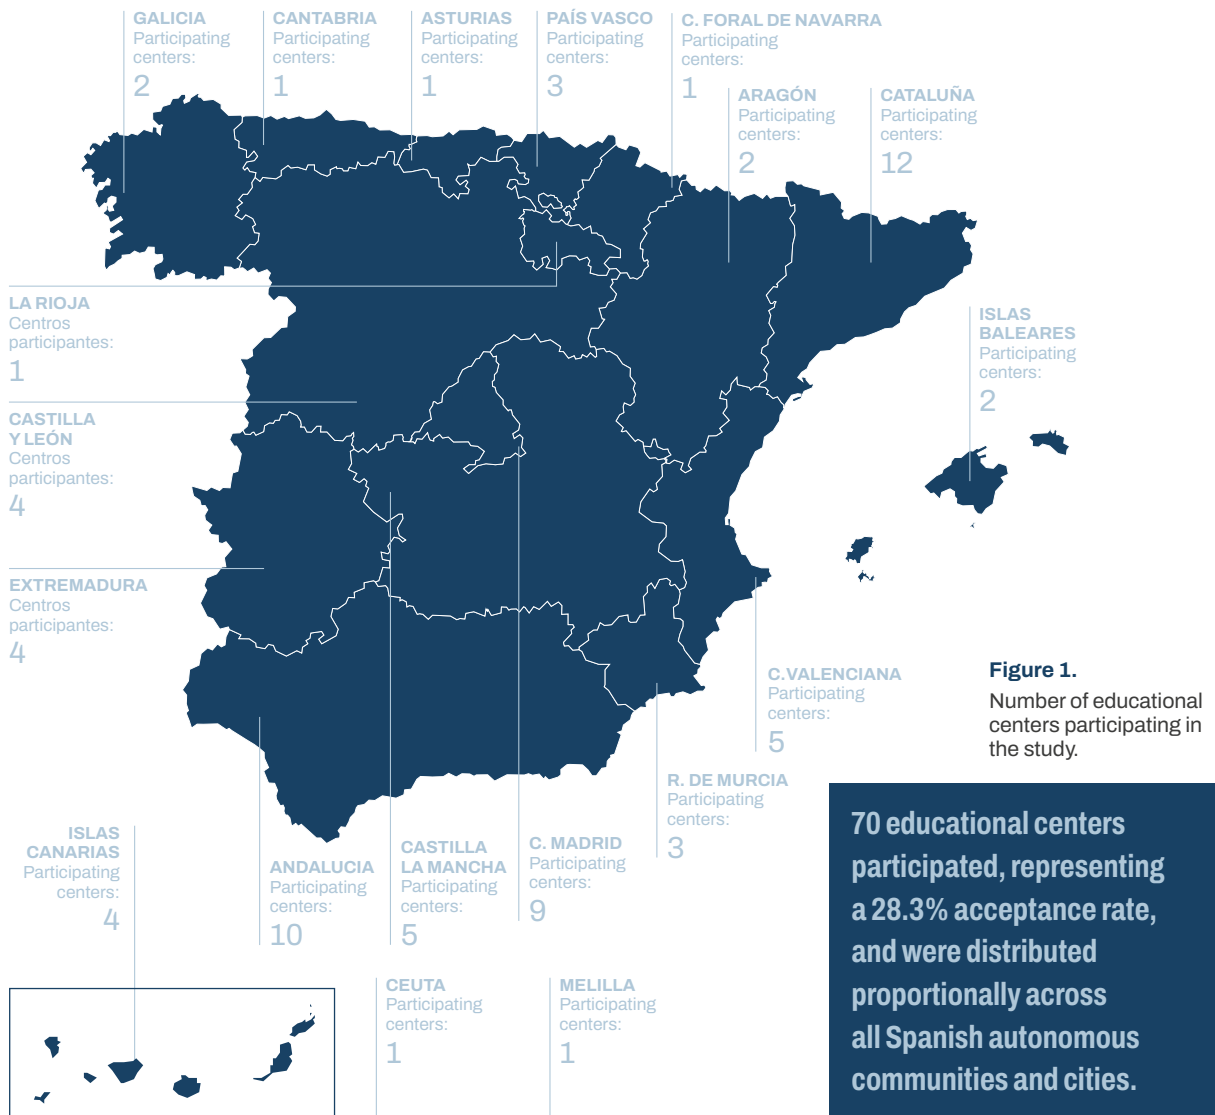 GALICIA
Participating
centers:
2
CANTABRIA
Participating
centers:
1
ASTURIAS
Participating
centers:
1
PAÍS VASCO
Participating
centers:
3
C. FORAL DE NAVARRA
Participating
centers:
1
ARAGÓN
Participating
centers:
2
CATALUÑA
Participating
centers:
12
LA RIOJA
Centros
participantes:
1
CASTILLA
Y LEÓN
Centros
participantes:
4
EXTREMADURA
Centros
participantes:
4
ISLAS
BALEARES
Participating
centers:
2
C.VALENCIANA
Participating
centers:
5
R. DE MURCIA
Participating
centers:
3
ISLAS
CANARIAS
Participating
centers:
4
ANDALUCIA
Participating
centers:
10
CASTILLA
LA MANCHA
Participating
centers:
5
C. MADRID
Participating
centers:
9
CEUTA
Participating
centers:
1
MELILLA
Participating
centers:
1
Figure 1.
Number of educational
centers participating in
the study.
70 educational centers
participated, representing
a 28.3% acceptance rate,
and were distributed
proportionally across
all Spanish autonomous
communities and cities.